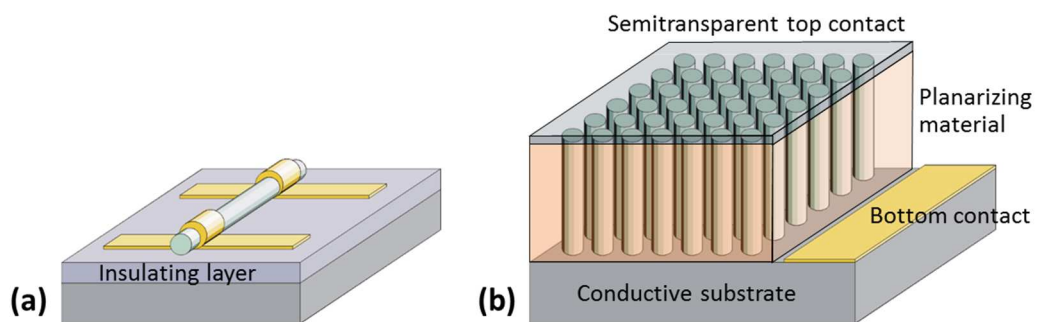 Semitransparent top contact
Planarizing
material
Bottom contact
Insulating layer
Conductive substrate
(a)
(b)